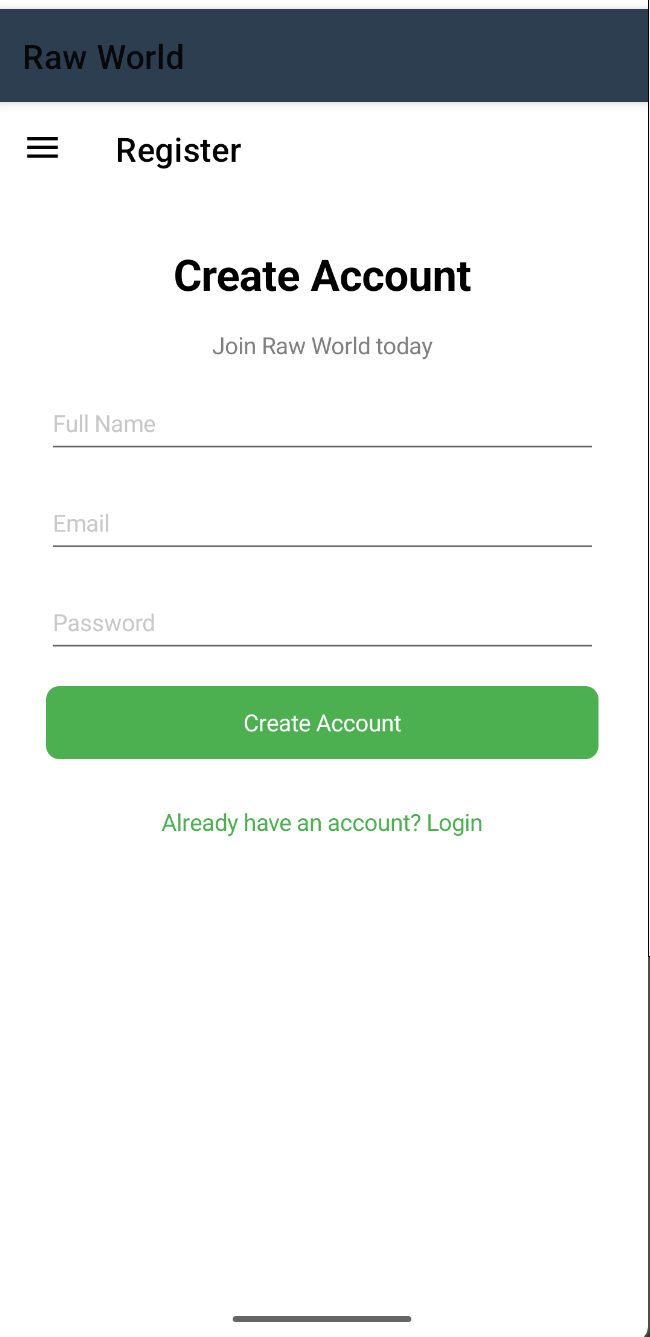 Raw World
Register
Create Account
Join Raw World today
Full Name
Email
Password
Create Account
Already have an account? Login